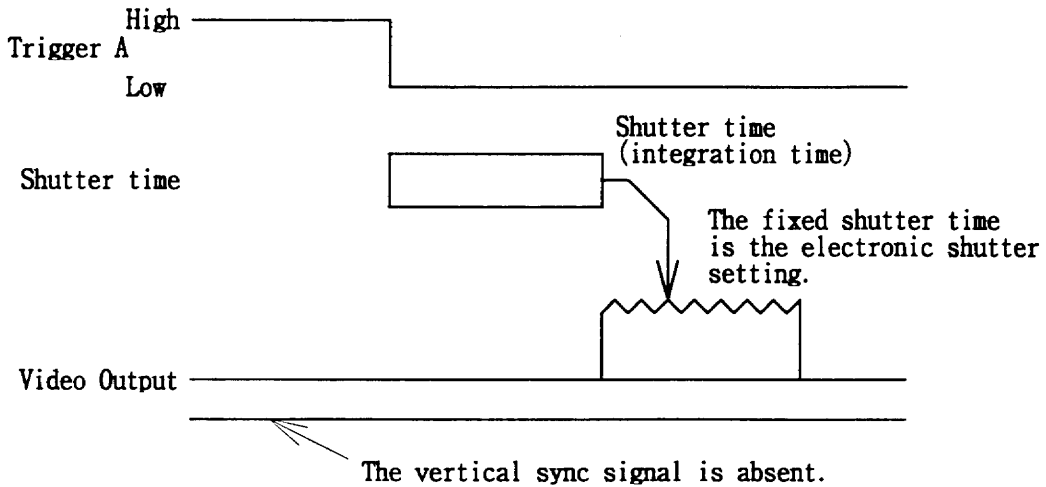 High
Trigger A
Low
Shutter time
(integration time)
Shutter time
The fixed shutter time
is the electronic shutter
setting.
Video Output
The vertical sync signal is absent.